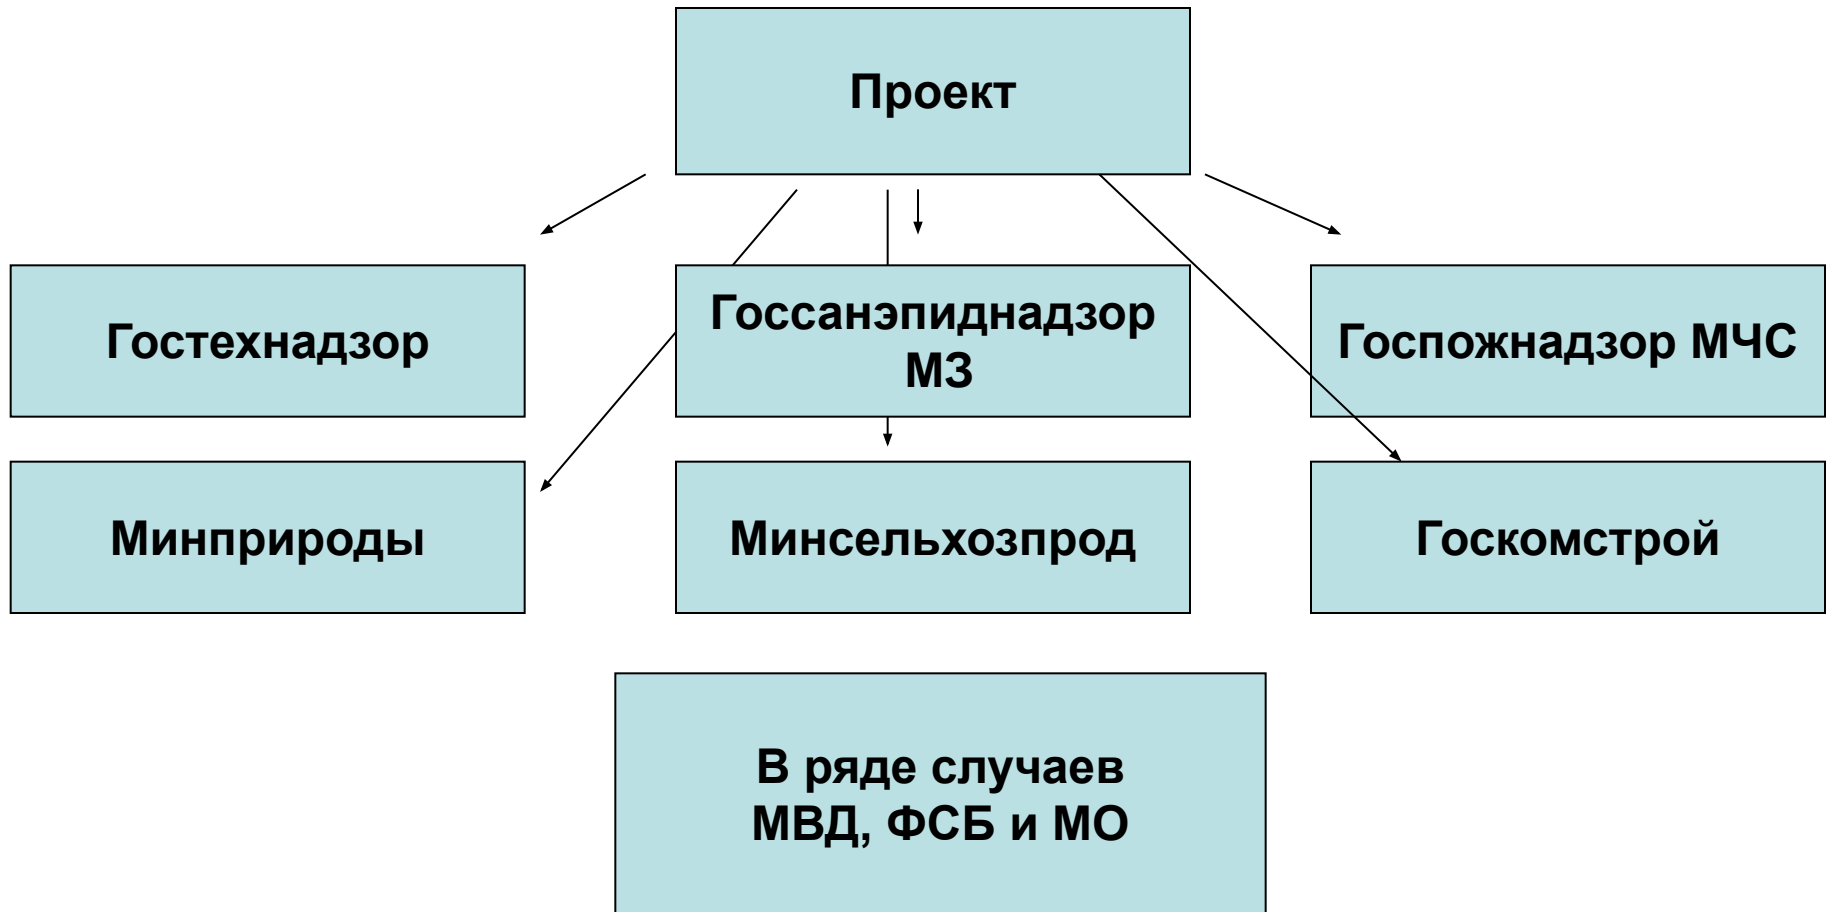 Проект
Гостехнадзор
Госсанэпиднадзор
МЗ
Госпожнадзор МЧС
Минприроды
Минсельхозпрод
Госкомстрой
В ряде случаев
МВД, ФСБ и МО